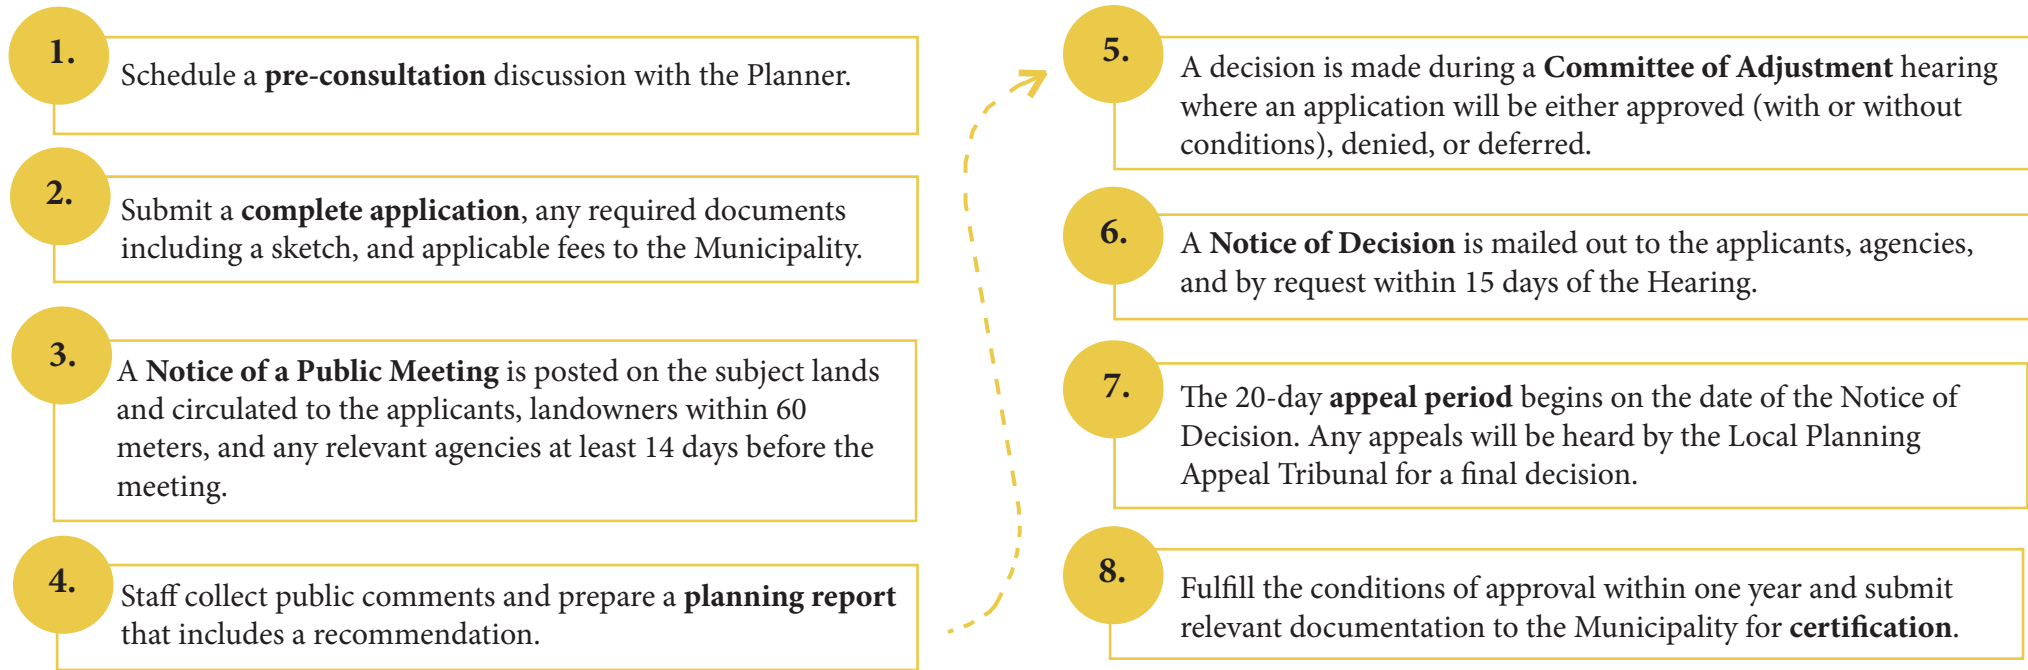 1.
Schedule a pre-consultation discussion with the Planner.
2.
Submit a complete application, any required documents
including a sketch, and applicable fees to the Municipality.
3.
A Notice of a Public Meeting is posted on the subject lands
and circulated to the applicants, landowners within 60
meters, and any relevant agencies at least 14 days before the
meeting.
4.
Staff collect public comments and prepare a planning report
that includes a recommendation.
5.
A decision is made during a Committee of Adjustment hearing
where an application will be either approved (with or without
conditions), denied, or deferred.
6.
A Notice of Decision is mailed out to the applicants, agencies,
and by request within 15 days of the Hearing.
7.
The 20-day appeal period begins on the date of the Notice of
Decision. Any appeals will be heard by the Local Planning
Appeal Tribunal for a final decision.
8.
Fulfill the conditions of approval within one year and submit
relevant documentation to the Municipality for certification.